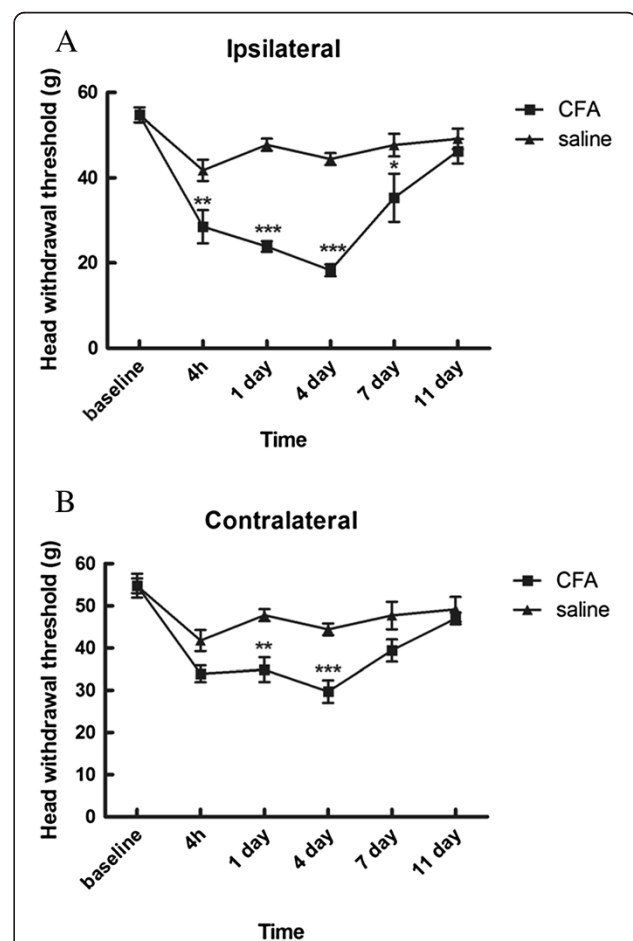 A
Ipsilateral
Head withdrawal threshold (g)
60
40
20
0
**
***
***
*
CFA
saline
baseline
4h
1 day
4 day
7 day
11 day
Time
B
Contralateral
Head withdrawal threshold (g)
60
50
40
30
20
10
0
**
***
CFA
saline
baseline
4h
1 day
4 day
7 day
11 day
Time